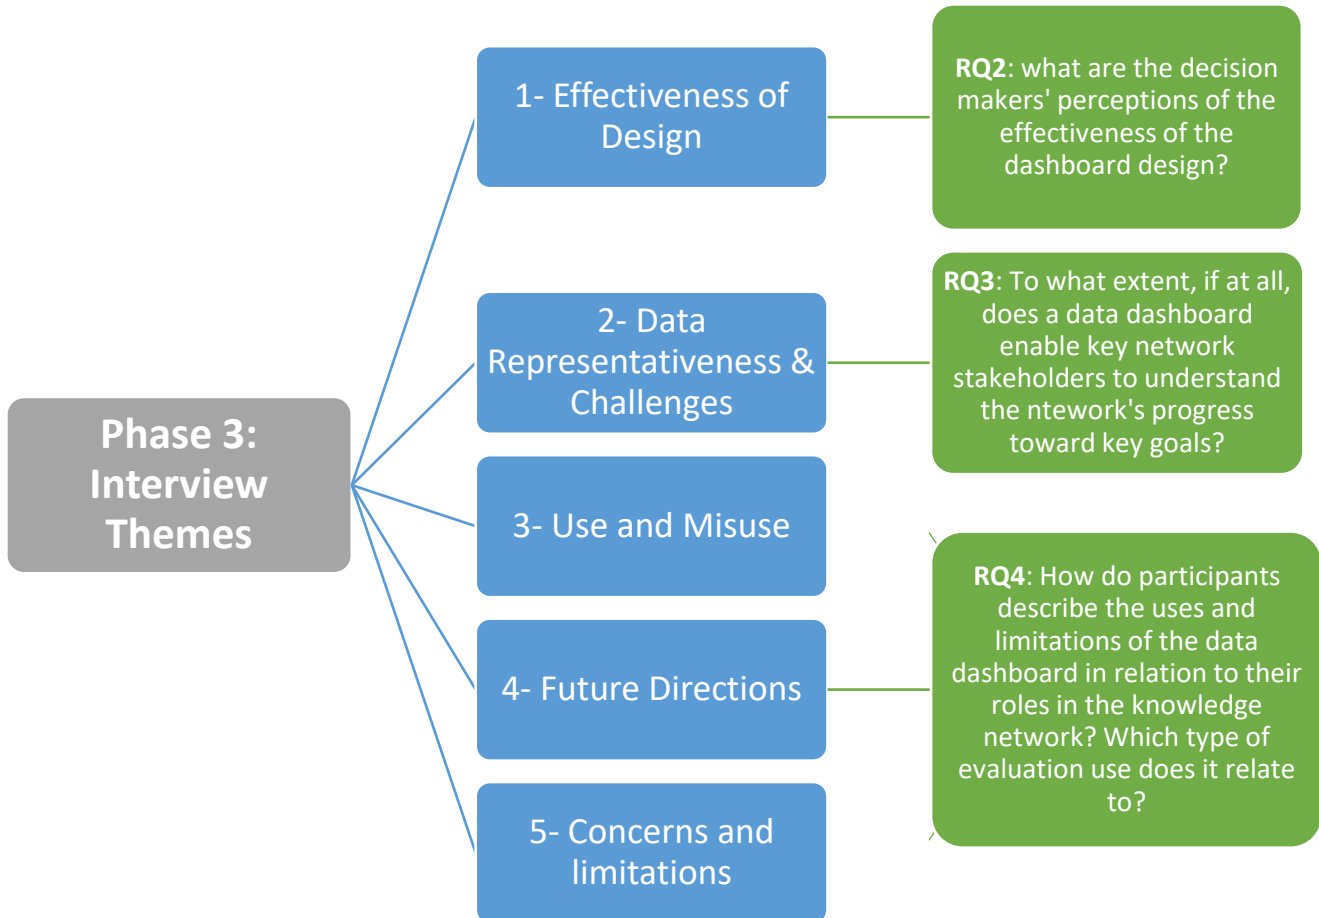 Phase 3:
Interview
Themes
1- Effectiveness of
Design
2- Data
Representativeness &
Challenges
3- Use and Misuse
4- Future Directions
5- Concerns and
limitations
RQ2: what are the decision
makers' perceptions of the
effectiveness of the
dashboard design?
RQ3: To what extent, if at all,
does a data dashboard
enable key network
stakeholders to understand
the ntework's progress
toward key goals?
RQ4: How do participants
describe the uses and
limitations of the data
dashboard in relation to their
roles in the knowledge
network? Which type of
evaluation use does it relate
to?